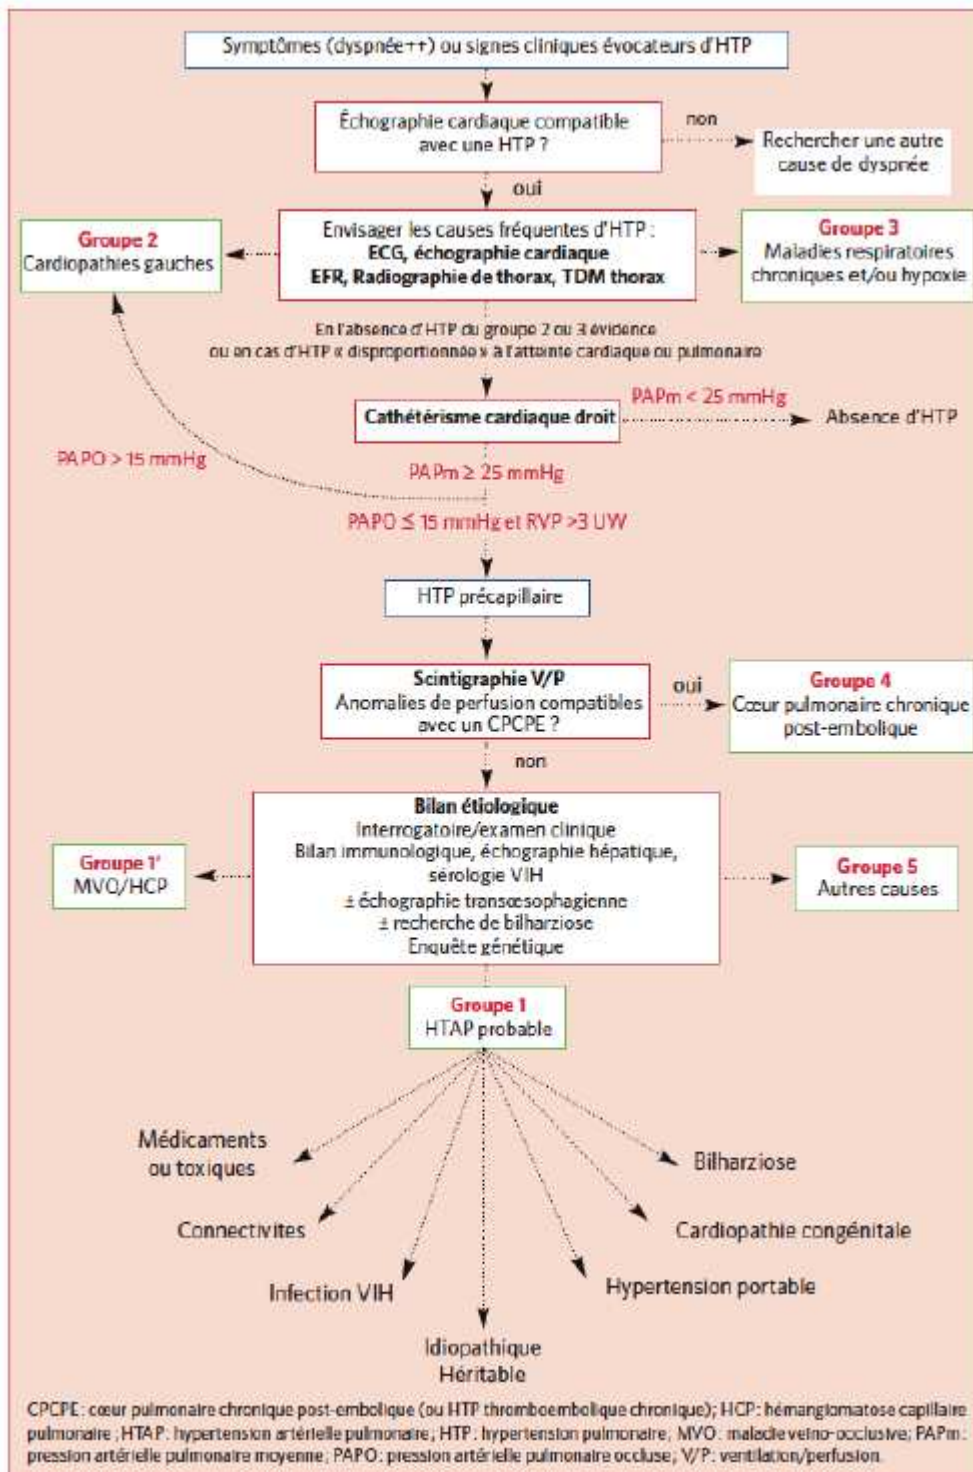 Symptômes (dyspnée++) ou signes cliniques évocateurs d'HTP
Échographie cardiaque compatible
avec une HTP ?
non
Rechercher une autre
cause de dyspnée
oui
Groupe 2
Cardiopathies gauches
Envisager les causes fréquentes d'HTP :
ECG, échographie cardiaque
EFR, Radiographie de thorax, TDM thorax
Groupe 3
Maladies respiratoires
chroniques et/ou hypoxie
En l'absence d'HTP du groupe 2 ou 3 évidence
ou en cas d'HTP « disproportionnée » à l'atteinte cardiaque ou pulmonaire
Cathétérisme cardiaque droit
PAPm < 25 mmHg
Absence d'HTP
PAPO > 15 mmHg
PAPm ≥ 25 mmHg
PAPO ≤ 15 mmHg et RVP >3 UW
HTP précapillaire
Scintigraphie V/P
Anomalies de perfusion compatibles
avec un CPCPE ?
oui
Groupe 4
Cœur pulmonaire chronique
post-embolique
non
Bilan étiologique
Interrogatoire/examen clinique
Bilan immunologique, échographie hépatique,
sérologie VIH
± échographie transœsophagienne
± recherche de bilharziose
Enquête génétique
Groupe 1'
MVO/HCP
Groupe 5
Autres causes
Groupe 1
HTAP probable
Médicaments
ou toxiques
Bilharziose
Connectivites
Cardiopathie congénitale
Infection VIH
Hypertension portable
Idiopathique
Héritable
CPCPE : cœur pulmonaire chronique post-embolique (ou HTP thromboembolique chronique) ; HCP : hémangiomatose capillaire
pulmonaire ; HTAP : hypertension artérielle pulmonaire ; HTP : hypertension pulmonaire ; MVO : maladie veino-occlusive ; PAPm :
pression artérielle pulmonaire moyenne ; PAPO : pression artérielle pulmonaire occluse ; V/P : ventilation/perfusion.